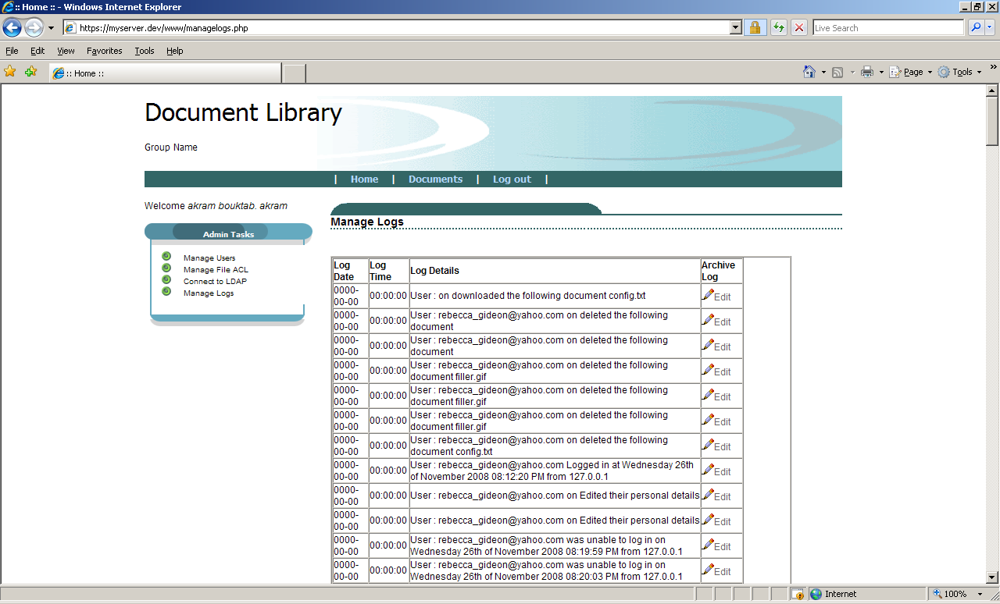 :: Home :: - Windows Internet Explorer
https://myserver.dev/www/managelogs.php
Live Search
File Edit View Favorites Tools Help
:: Home ::
Page Tools »
Document Library
Group Name
| Home | Documents | Log out |
Welcome akram bouktab. akram
Admin Tasks
Manage Users
Manage File ACL
Connect to LDAP
Manage Logs
Manage Logs
Log Date Log Time Log Details Archive Log
0000-00-00 00:00:00 User : on downloaded the following document config.txt Edit
0000-00-00 00:00:00 User : rebecca_gideon@yahoo.com on deleted the following document Edit
0000-00-00 00:00:00 User : rebecca_gideon@yahoo.com on deleted the following document Edit
0000-00-00 00:00:00 User : rebecca_gideon@yahoo.com on deleted the following document filler.gif Edit
0000-00-00 00:00:00 User : rebecca_gideon@yahoo.com on deleted the following document filler.gif Edit
0000-00-00 00:00:00 User : rebecca_gideon@yahoo.com on deleted the following document filler.gif Edit
0000-00-00 00:00:00 User : rebecca_gideon@yahoo.com on deleted the following document config.txt Edit
0000-00-00 00:00:00 User : rebecca_gideon@yahoo.com Logged in at Wednesday 26th of November 2008 08:12:20 PM from 127.0.0.1 Edit
0000-00-00 00:00:00 User : rebecca_gideon@yahoo.com on Edited their personal details Edit
0000-00-00 00:00:00 User : rebecca_gideon@yahoo.com on Edited their personal details Edit
0000-00-00 00:00:00 User : rebecca_gideon@yahoo.com was unable to log in on Wednesday 26th of November 2008 08:19:59 PM from 127.0.0.1 Edit
0000-00-00 00:00:00 User : rebecca_gideon@yahoo.com was unable to log in on Wednesday 26th of November 2008 08:20:03 PM from 127.0.0.1 Edit
Internet 100%